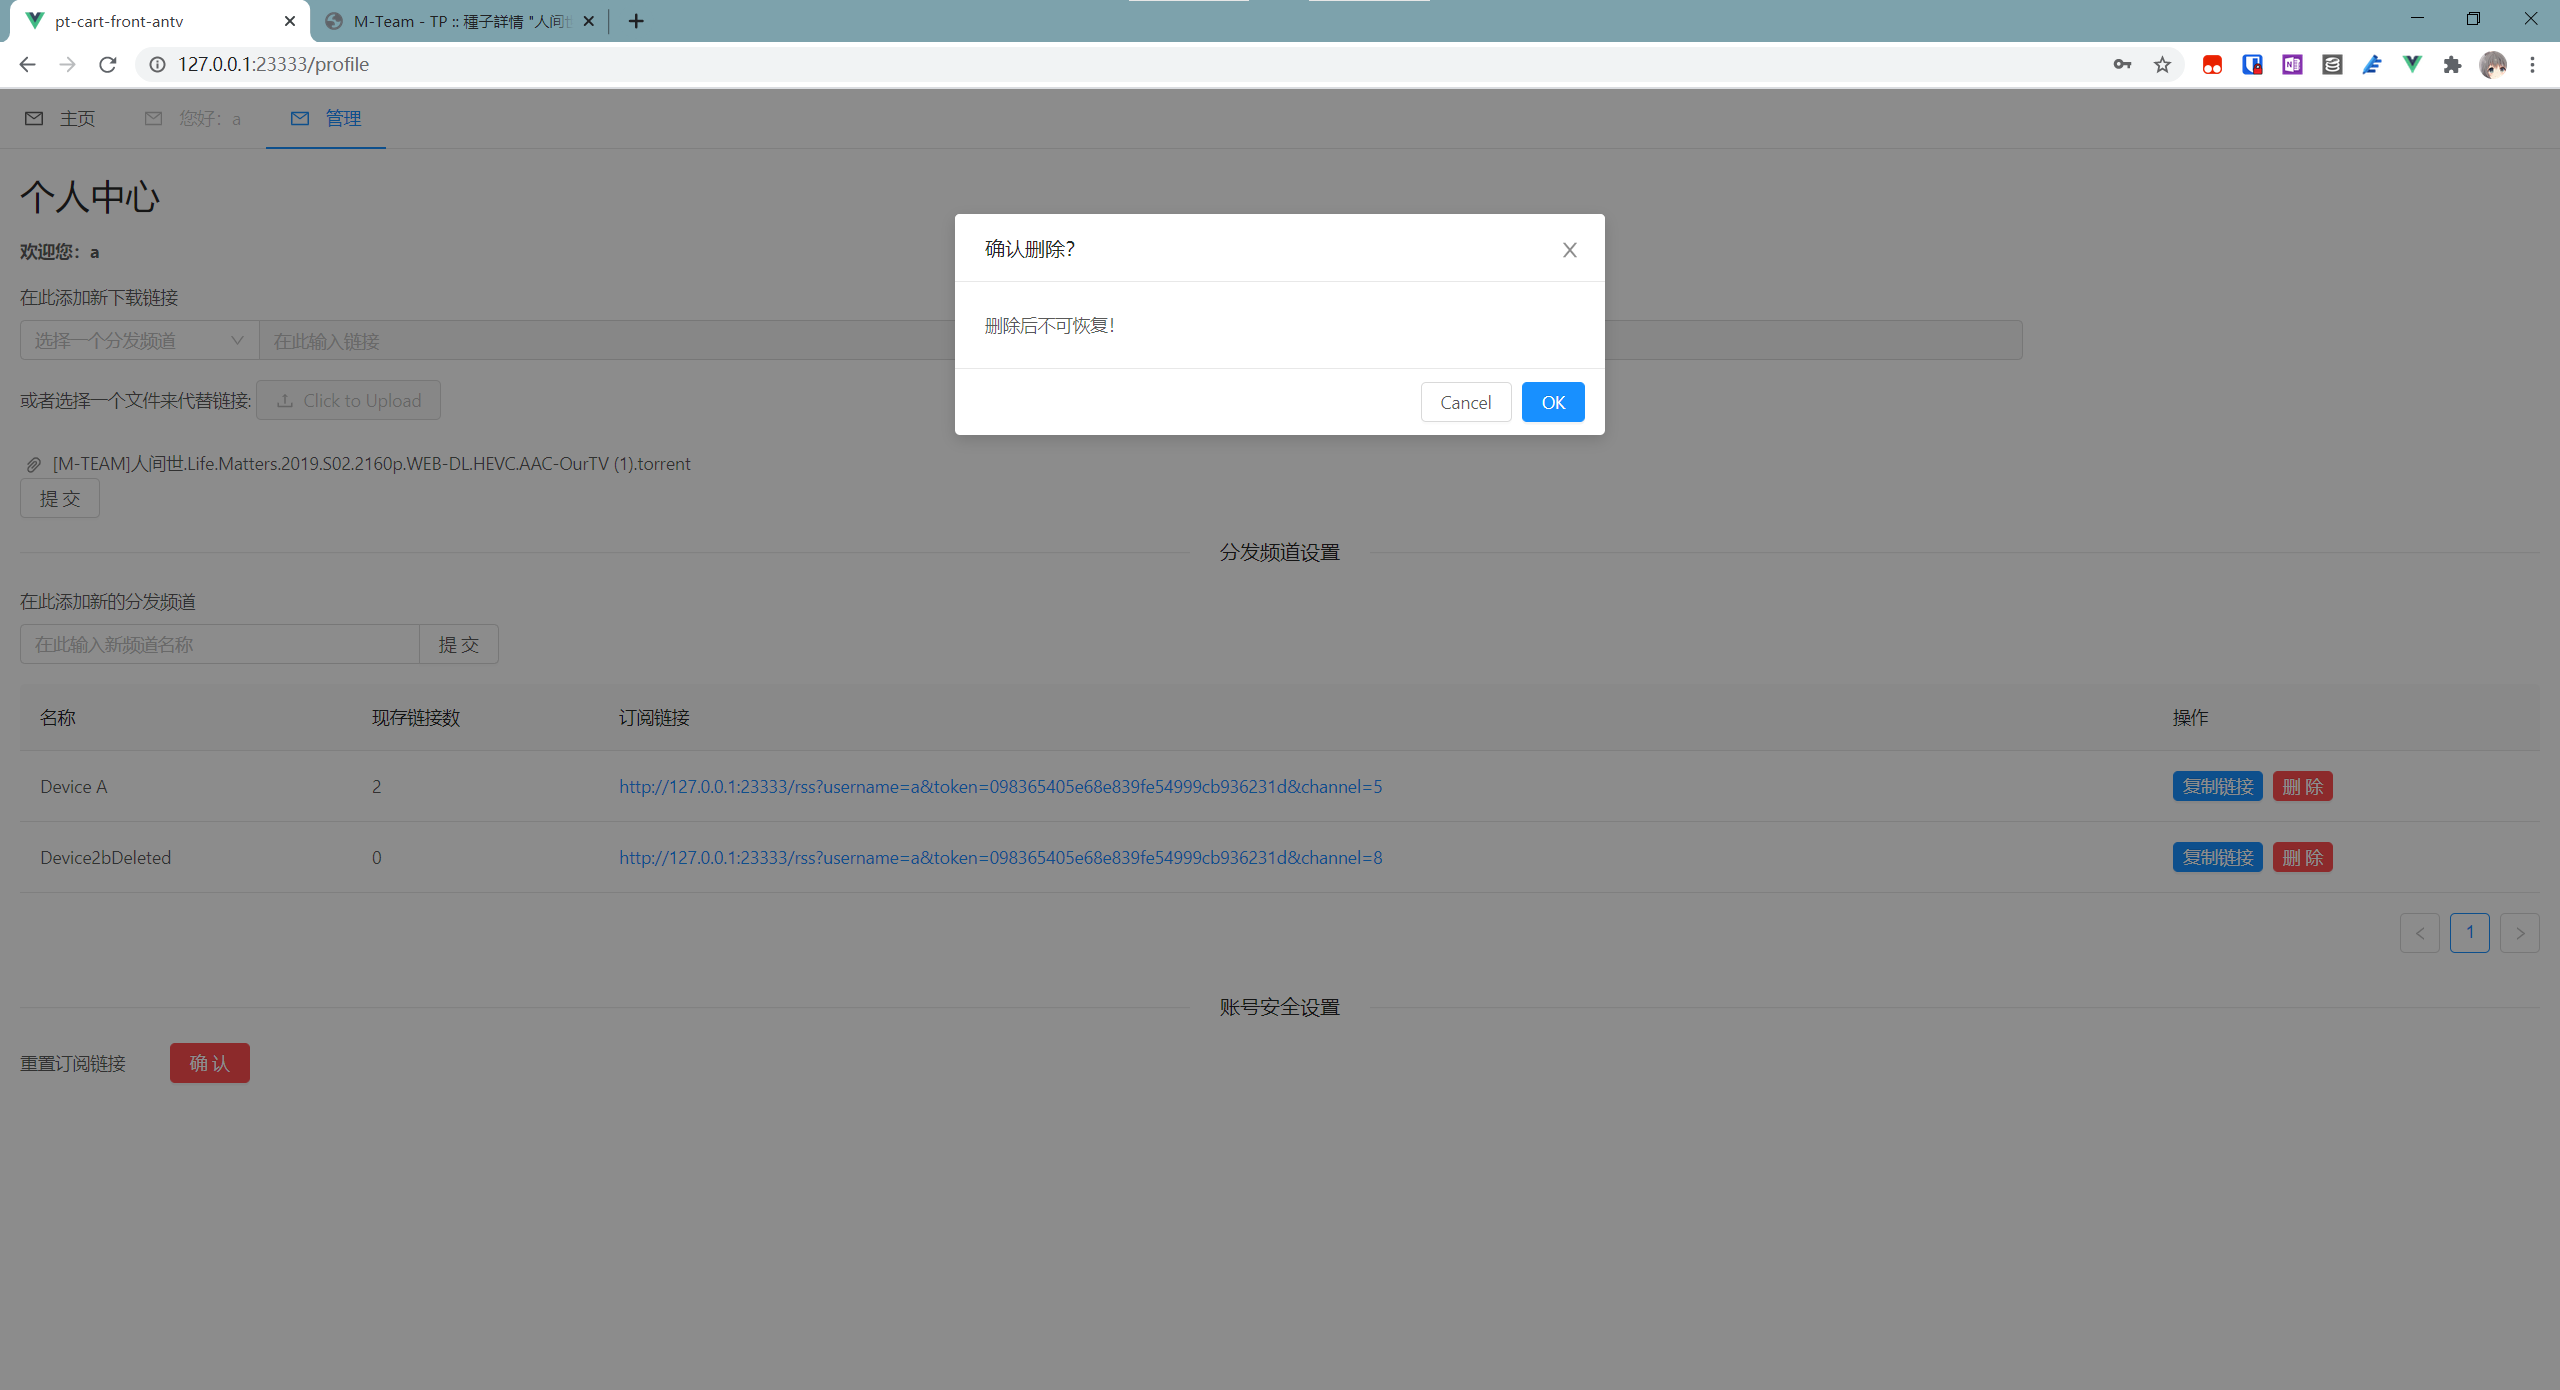 pt-cart-front-antv
M-Team - TP :: 種子詳情 "人间
127.0.0.1:23333/profile
主页
您好：a
管理
个人中心
欢迎您：a
在此添加新下载链接
选择一个分发频道
在此输入链接
或者选择一个文件来代替链接:
Click to Upload
[M-TEAM]人间世.Life.Matters.2019.S02.2160p.WEB-DL.HEVC.AAC-OurTV (1).torrent
提 交
确认删除？
删除后不可恢复！
Cancel
OK
分发频道设置
在此添加新的分发频道
在此输入新频道名称
提 交
名称 现存链接数 订阅链接 操作
Device A 2 http://127.0.0.1:23333/rss?username=a&token=098365405e68e839fe54999cb936231d&channel=5 复制链接 删 除
Device2bDeleted 0 http://127.0.0.1:23333/rss?username=a&token=098365405e68e839fe54999cb936231d&channel=8 复制链接 删 除
1
账号安全设置
重置订阅链接
确 认